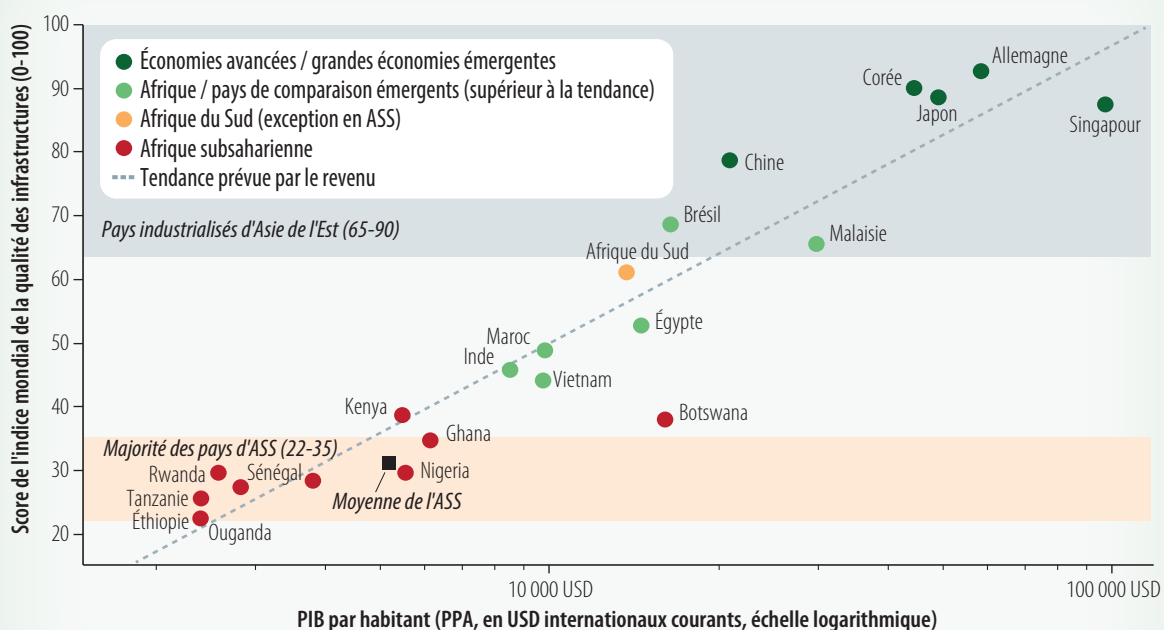 Score de l'indice mondial de la qualité des infrastructures (0-100)
100
90
80
70
60
50
40
30
20
Économies avancées / grandes économies émergentes
Afrique / pays de comparaison émergents (supérieur à la tendance)
Afrique du Sud (exception en ASS)
Afrique subsaharienne
Tendance prévue par le revenu
Pays industrialisés d'Asie de l'Est (65-90)
Allemagne
Corée
Japon
Singapour
Chine
Brésil
Malaisie
Afrique du Sud
Égypte
Maroc
Inde
Vietnam
Kenya
Botswana
Ghana
Majorité des pays d'ASS (22-35)
Rwanda
Sénégal
Nigeria
Tanzanie
Moyenne de l'ASS
Éthiopie
Ouganda
10 000 USD
100 000 USD
PIB par habitant (PPA, en USD internationaux courants, échelle logarithmique)